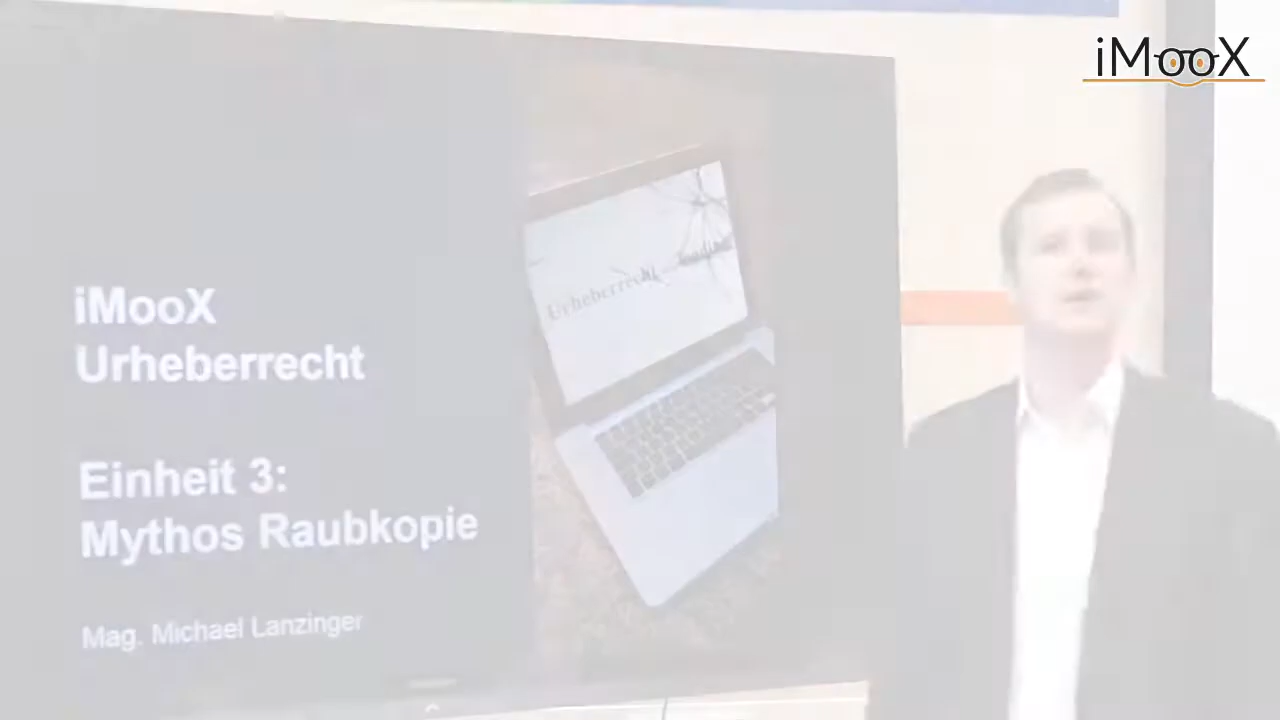 iMooX
iMooX
Urheberrecht
Einheit 3:
Mythos Raubkopie
Mag. Michael Lanzinger
Urheberrecht